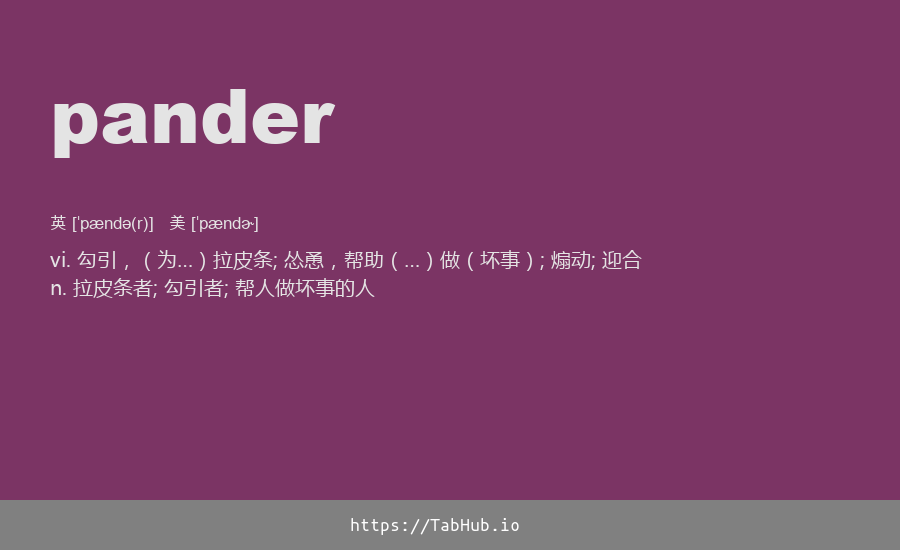 pander
英 [ˈpændə(r)] 美 [ˈpændɚ]
vi. 勾引，（为…）拉皮条; 怂恿，帮助（…）做（坏事）; 煽动; 迎合
n. 拉皮条者; 勾引者; 帮人做坏事的人
https://TabHub.io